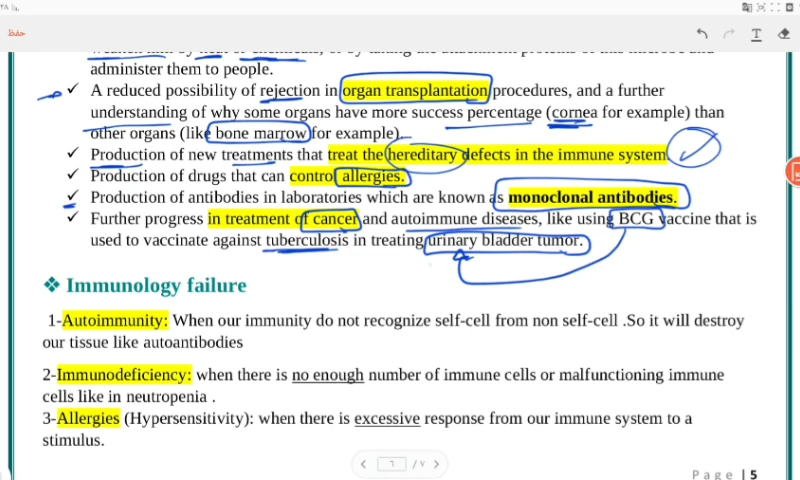 حفظ
administer them to people.
✓ A reduced possibility of rejection in organ transplantation procedures, and a further
understanding of why some organs have more success percentage (cornea for example) than
other organs (like bone marrow for example).
✓ Production of new treatments that treat the hereditary defects in the immune system.
✓ Production of drugs that can control allergies.
✓ Production of antibodies in laboratories which are known as monoclonal antibodies.
✓ Further progress in treatment of cancer and autoimmune diseases, like using BCG vaccine that is
used to vaccinate against tuberculosis in treating urinary bladder tumor.
❖ Immunology failure
1-Autoimmunity: When our immunity do not recognize self-cell from non self-cell .So it will destroy
our tissue like autoantibodies
2-Immunodeficiency: when there is no enough number of immune cells or malfunctioning immune
cells like in neutropenia .
3-Allergies (Hypersensitivity): when there is excessive response from our immune system to a
stimulus.
٦ / ٧
Page | 5